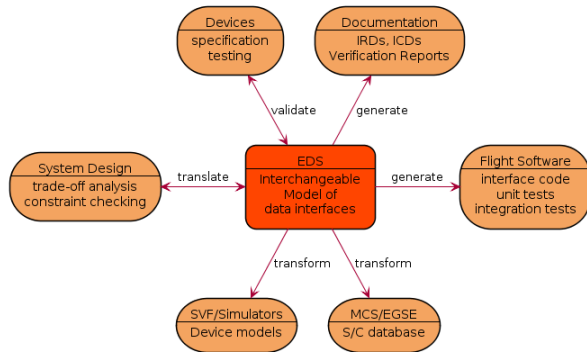 Devices
specification
testing
Documentation
IRDs, ICDs
Verification Reports
validate
generate
System Design
trade-off analysis
constraint checking
translate
EDS
Interchangeable
Model of
data interfaces
generate
Flight Software
interface code
unit tests
integration tests
transform
transform
SVF/Simulators
Device models
MCS/EGSE
S/C database